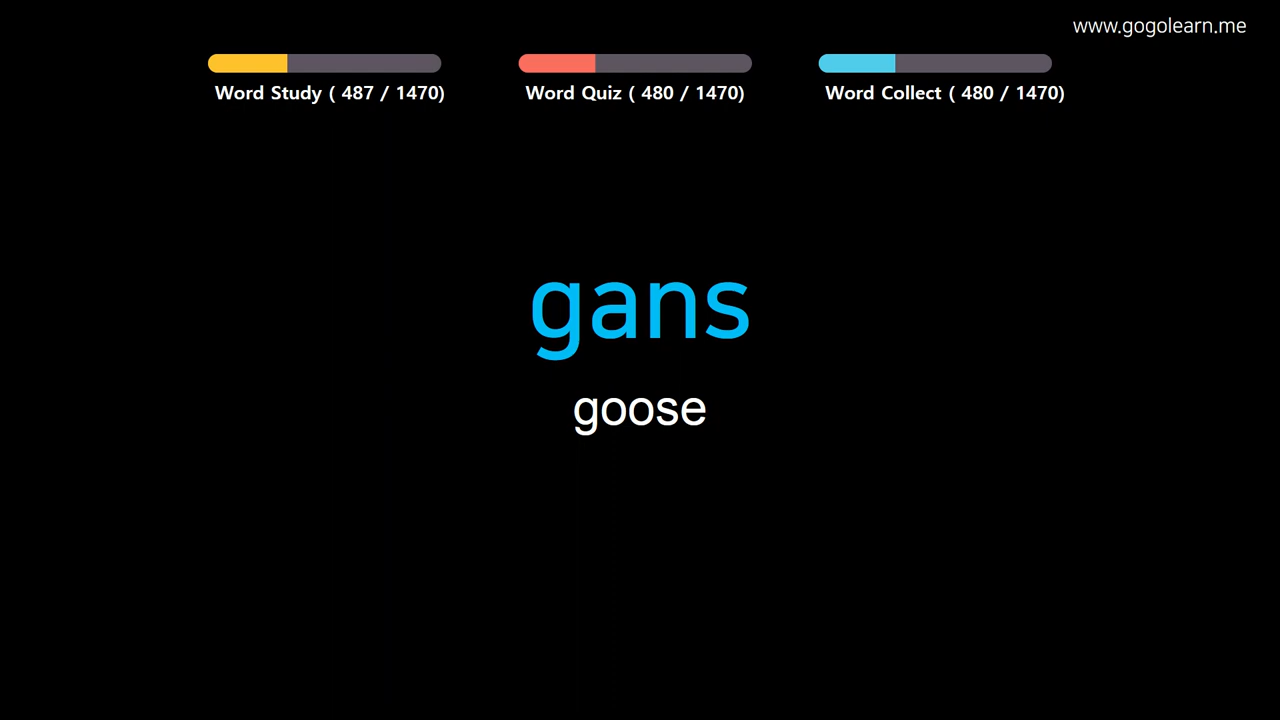 www.gogolearn.me
Word Study ( 487 / 1470)
Word Quiz ( 480 / 1470)
Word Collect ( 480 / 1470)
gans
goose